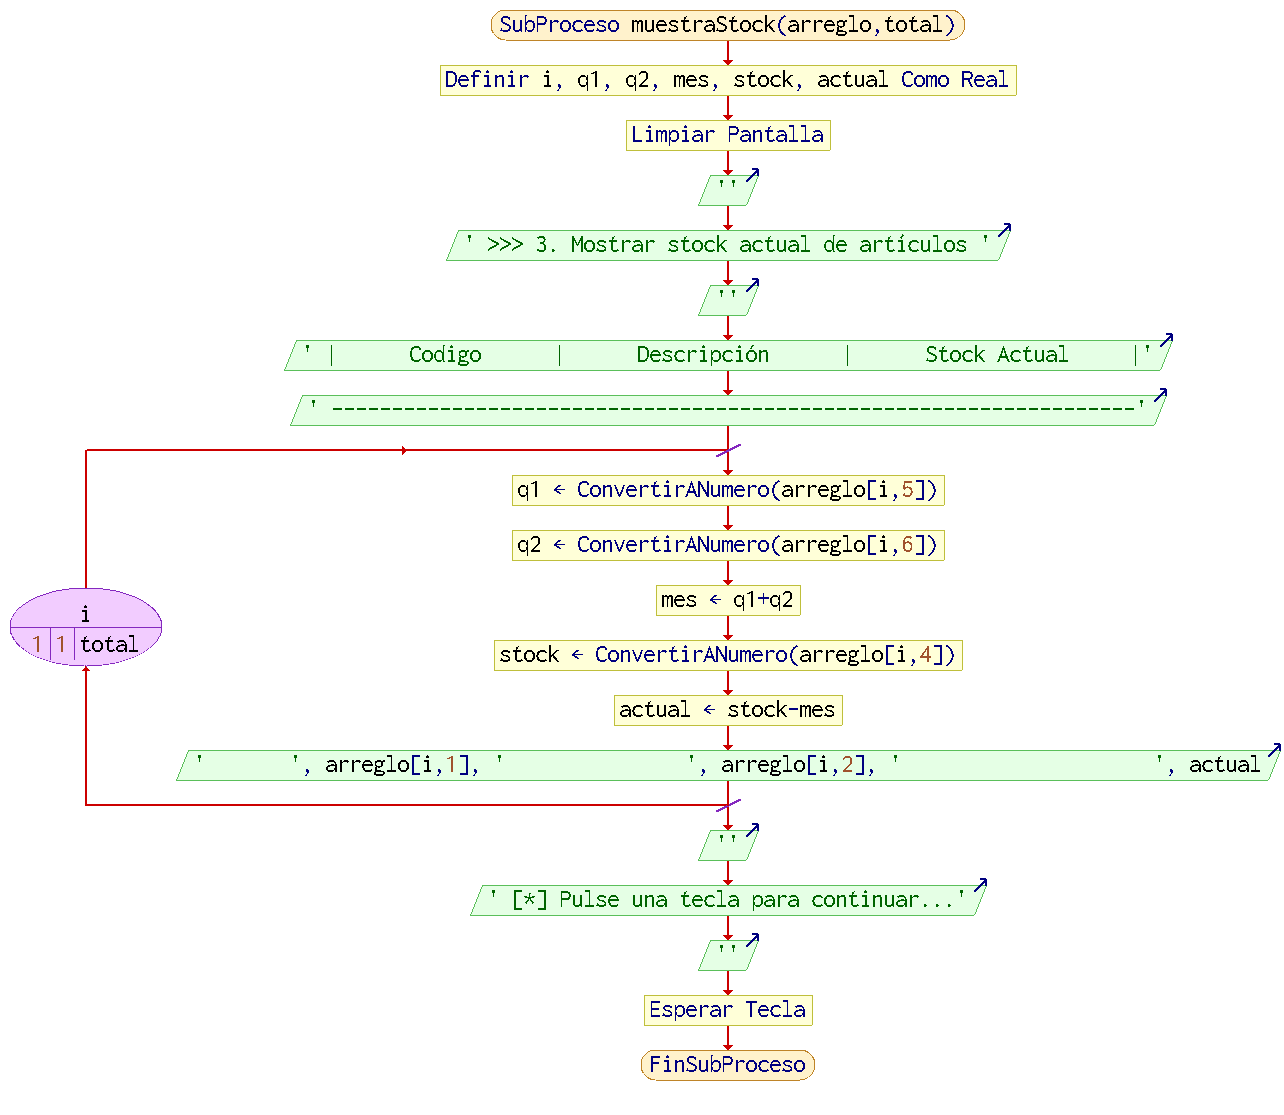 SubProceso muestraStock(arreglo,total)
Definir i, q1, q2, mes, stock, actual Como Real
Limpiar Pantalla
''
' >>> 3. Mostrar stock actual de artículos '
''
' |      Codigo      |      Descripción      |      Stock Actual     |'
' -------------------------------------------------------------------'
q1 ← ConvertirANumero(arreglo[i,5])
q2 ← ConvertirANumero(arreglo[i,6])
mes ← q1+q2
i
1 1 total
stock ← ConvertirANumero(arreglo[i,4])
actual ← stock-mes
'       ', arreglo[i,1], '               ', arreglo[i,2], '                     ', actual
''
' [*] Pulse una tecla para continuar...'
''
Esperar Tecla
FinSubProceso